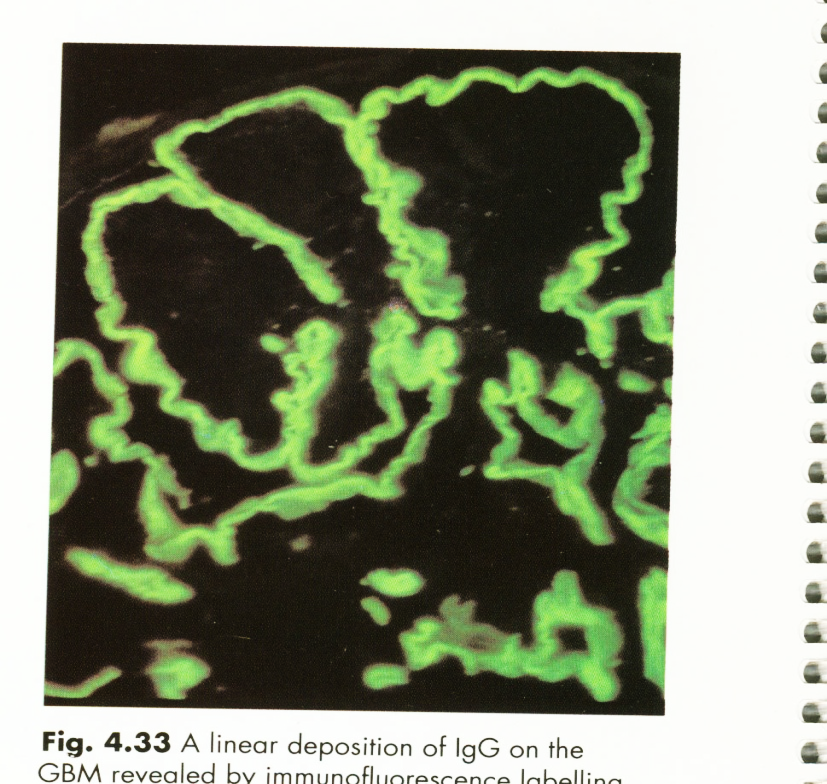 Fig. 4.33 A linear deposition of IgG on the
GBM revealed by immunofluorescence labelling